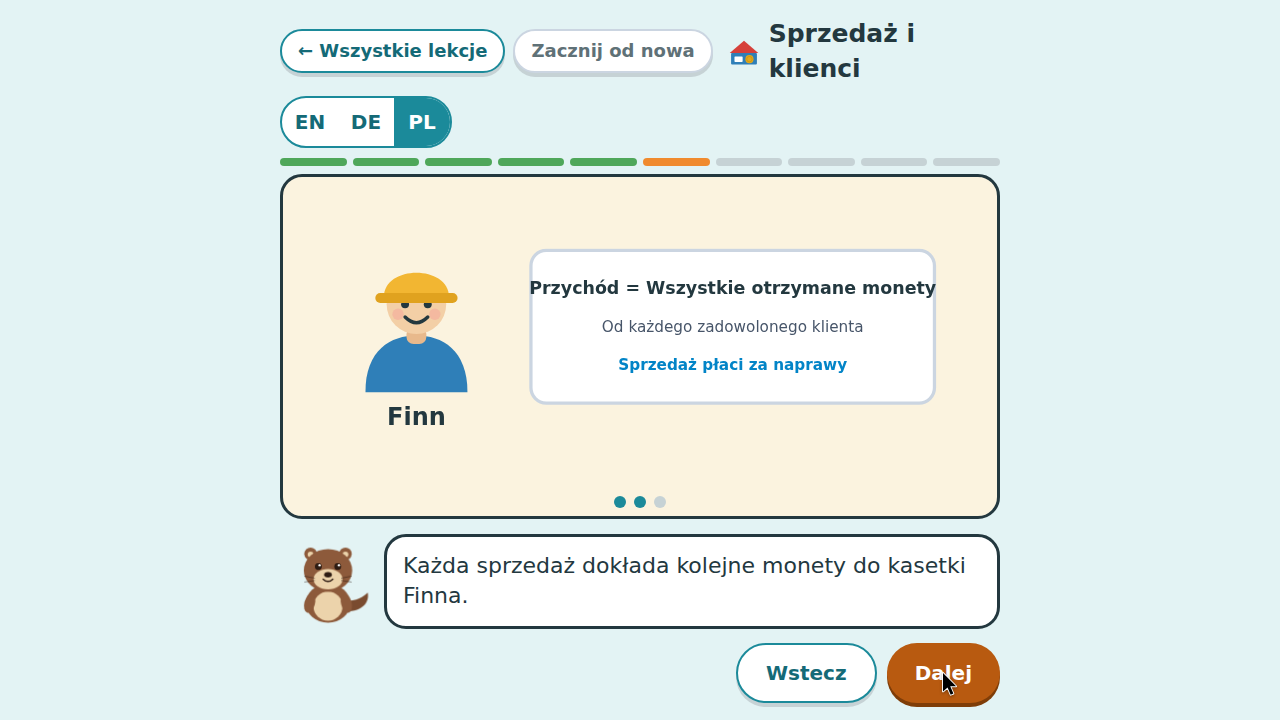 ← Wszystkie lekcje
Zacznij od nowa
Sprzedaż i
klienci
EN DE PL
Przychód = Wszystkie otrzymane monety
Od każdego zadowolonego klienta
Sprzedaż płaci za naprawy
Finn
Każda sprzedaż dokłada kolejne monety do kasetki
Finna.
Wstecz
Dalej